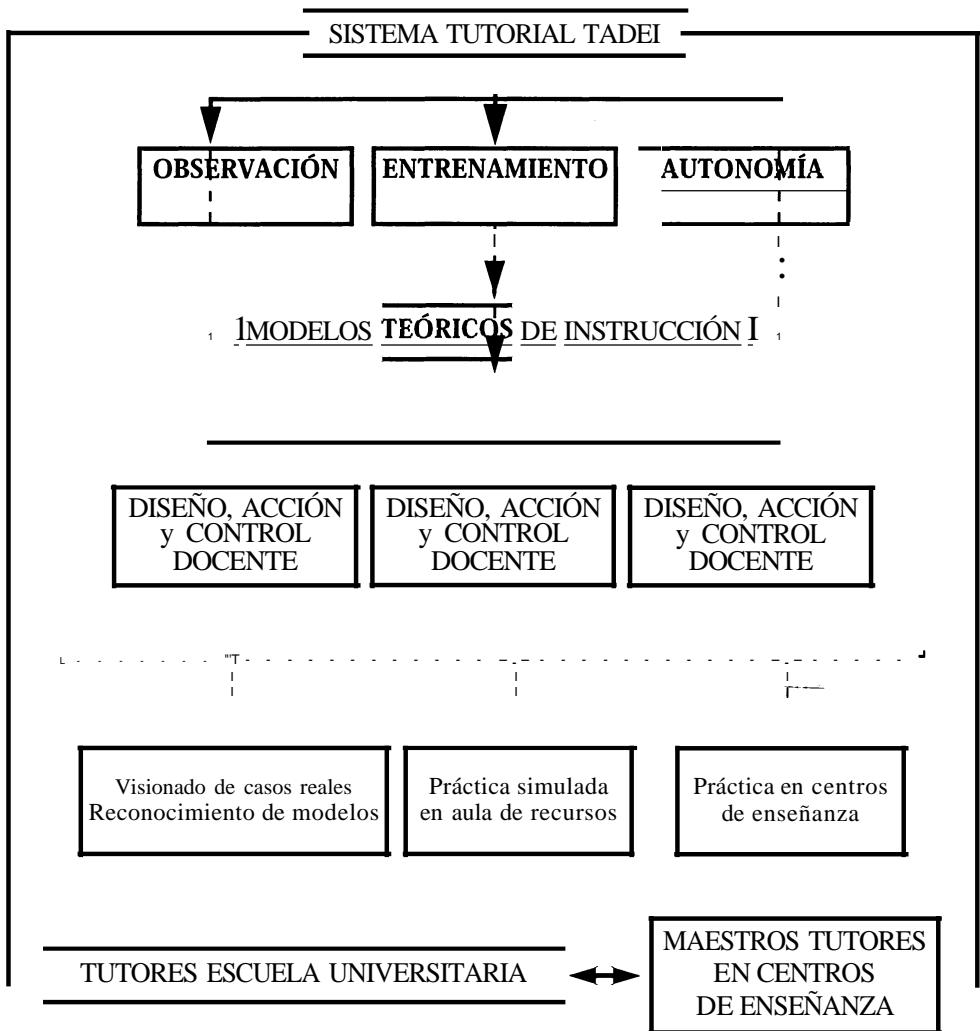 SISTEMA TUTORIAL TADEI
OBSERVACIÓN
ENTRENAMIENTO
AUTONOMÍA
1MODELOS TEÓRICOS DE INSTRUCCIÓN I
DISEÑO, ACCIÓN
y CONTROL
DOCENTE
DISEÑO, ACCIÓN
y CONTROL
DOCENTE
DISEÑO, ACCIÓN
y CONTROL
DOCENTE
Visionado de casos reales
Reconocimiento de modelos
Práctica simulada
en aula de recursos
Práctica en centros
de enseñanza
TUTORES ESCUELA UNIVERSITARIA
MAESTROS TUTORES
EN CENTROS
DE ENSEÑANZA